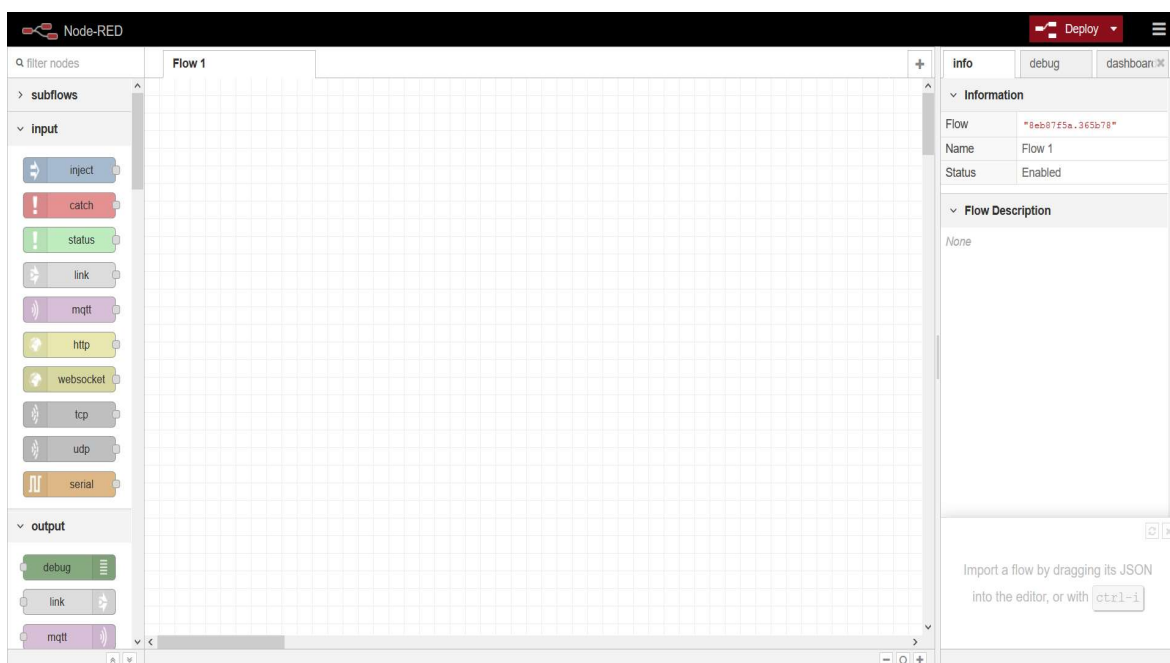 Node-RED
Deploy
filter nodes
Flow 1
info
debug
dashboard
subflows
Information
input
Flow
"8eb87f5a.365b78"
Name
Flow 1
Status
Enabled
inject
catch
Flow Description
status
None
link
mqtt
http
websocket
tcp
udp
serial
output
debug
link
mqtt
Import a flow by dragging its JSON
into the editor, or with ctrl-i